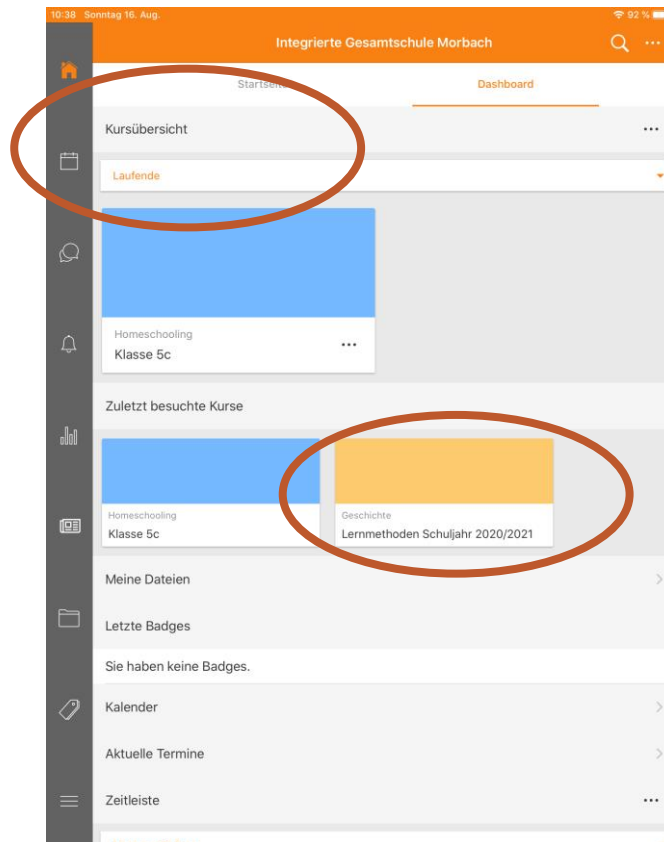 10:38 Sonntag 16. Aug. 92 %
Integrierte Gesamtschule Morbach
Startseite Dashboard
Kursübersicht
Laufende
Homeschooling
Klasse 5c
Zuletzt besuchte Kurse
Homeschooling
Klasse 5c
Geschichte
Lernmethoden Schuljahr 2020/2021
Meine Dateien
Letzte Badges
Sie haben keine Badges.
Kalender
Aktuelle Termine
Zeitleiste